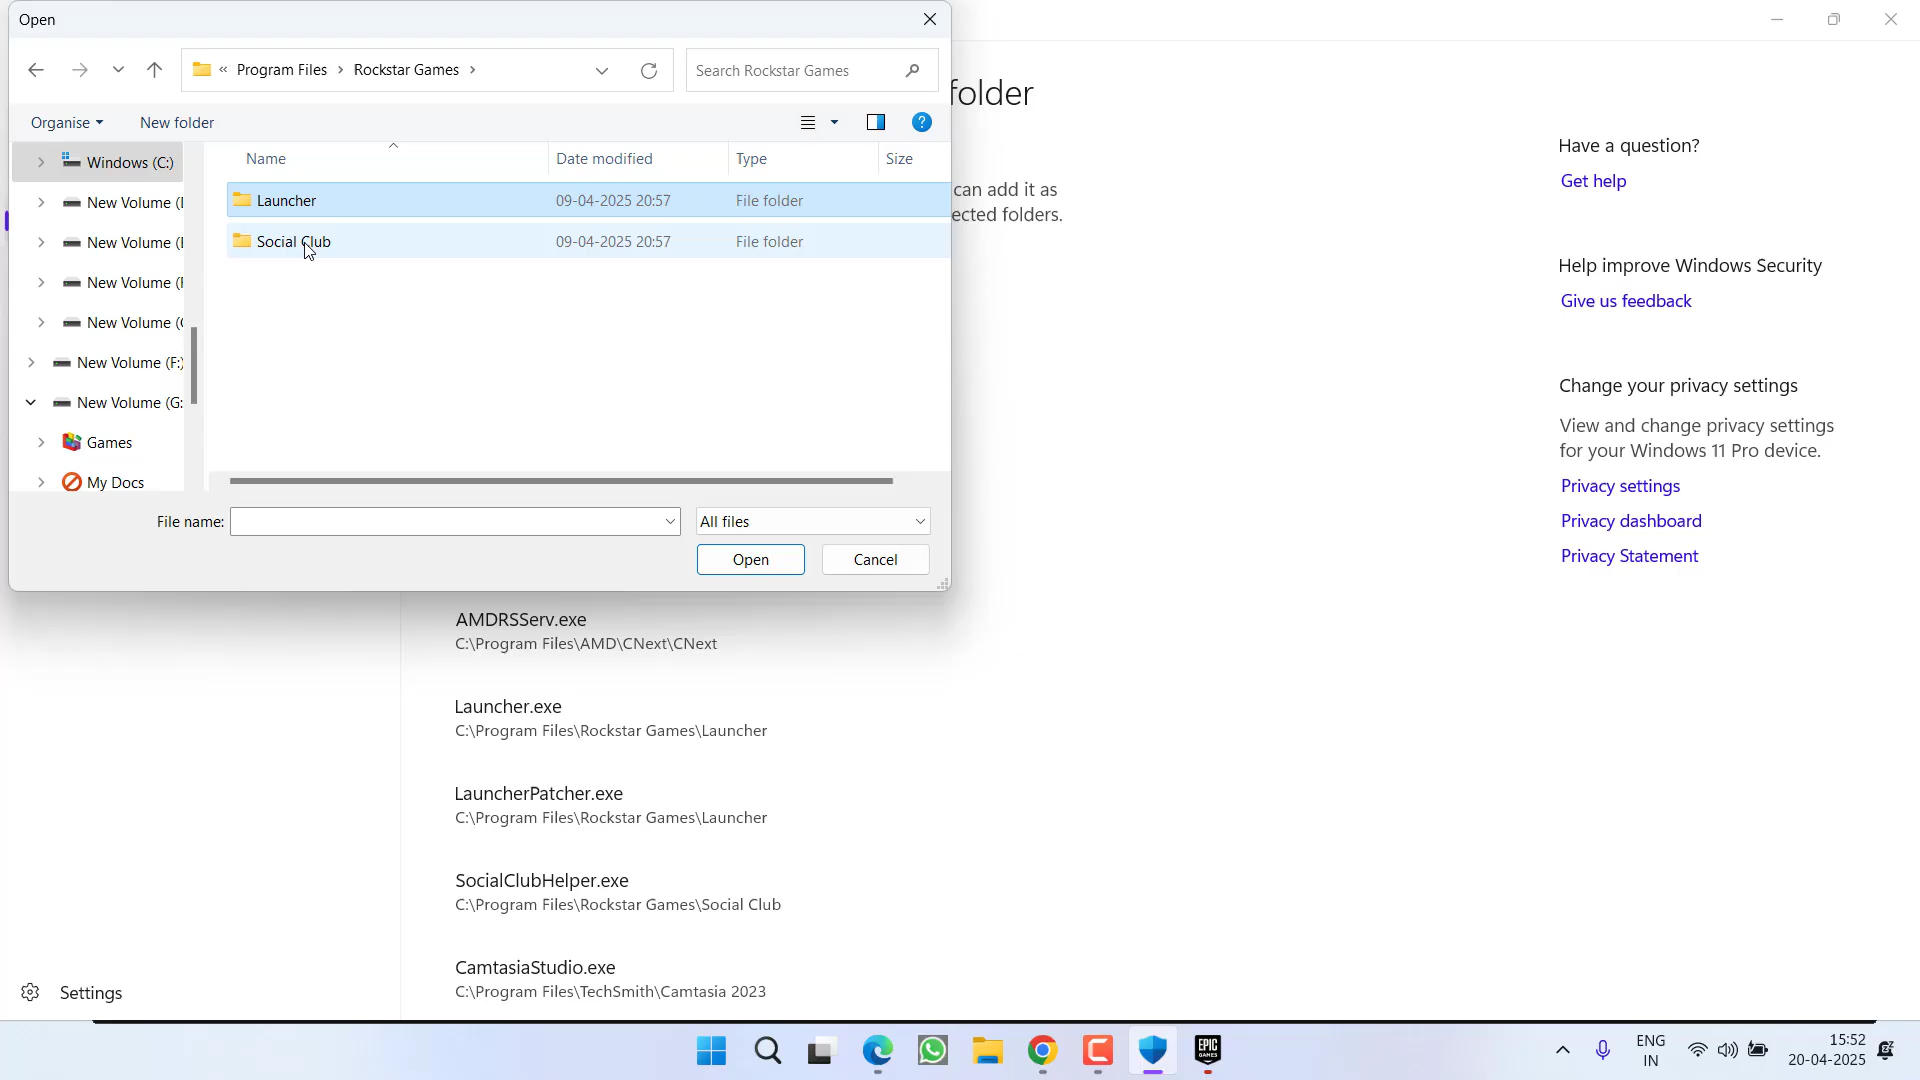 Open
« Program Files > Rockstar Games >
Search Rockstar Games
Organise
New folder
Name
Date modified
Type
Size
Windows (C:)
Launcher
09-04-2025 20:57
File folder
New Volume (
Social Club
09-04-2025 20:57
File folder
New Volume (
New Volume (
New Volume (
New Volume (F:)
New Volume (G:
Games
My Docs
File name:
All files
Open
Cancel
folder
can add it as
ected folders.
AMDRSServ.exe
C:\Program Files\AMD\CNext\CNext
Launcher.exe
C:\Program Files\Rockstar Games\Launcher
LauncherPatcher.exe
C:\Program Files\Rockstar Games\Launcher
SocialClubHelper.exe
C:\Program Files\Rockstar Games\Social Club
CamtasiaStudio.exe
C:\Program Files\TechSmith\Camtasia 2023
Settings
Have a question?
Get help
Help improve Windows Security
Give us feedback
Change your privacy settings
View and change privacy settings
for your Windows 11 Pro device.
Privacy settings
Privacy dashboard
Privacy Statement
EPIC
GAMES
ENG
IN
15:52
20-04-2025